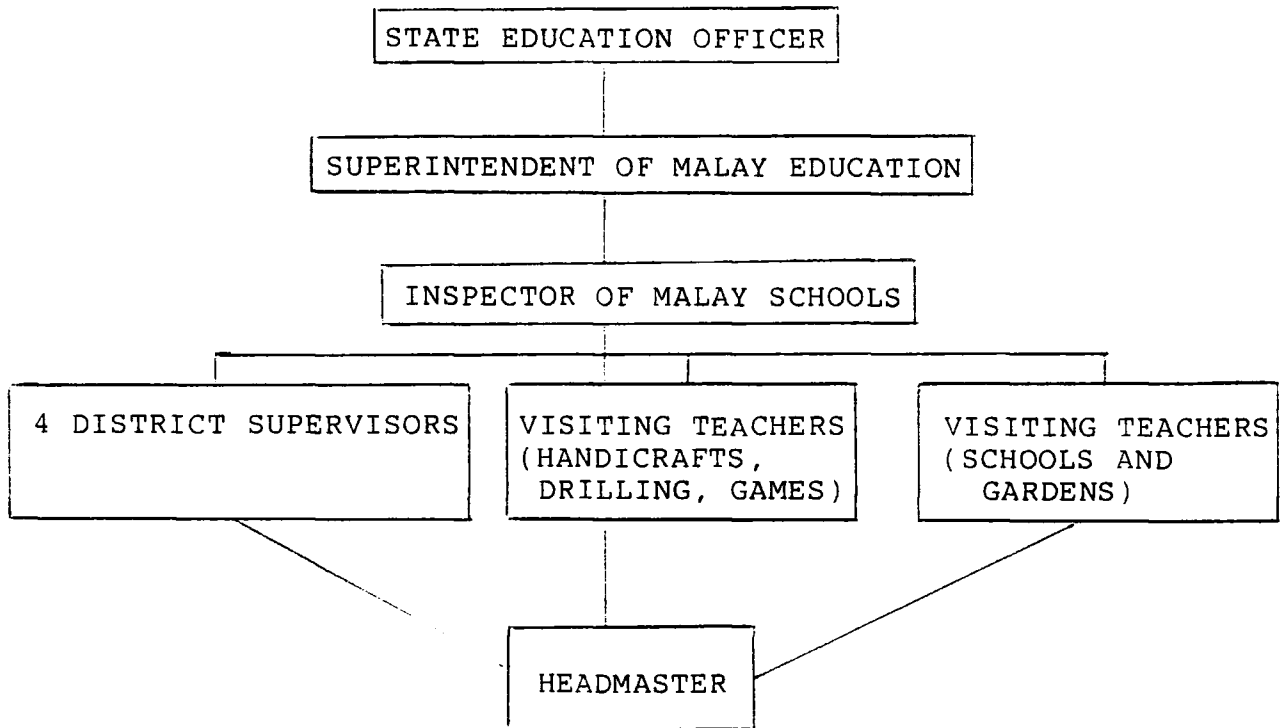 STATE EDUCATION OFFICER
SUPERINTENDENT OF MALAY EDUCATION
INSPECTOR OF MALAY SCHOOLS
4 DISTRICT SUPERVISORS
VISITING TEACHERS
(HANDICRAFTS,
DRILLING, GAMES)
VISITING TEACHERS
(SCHOOLS AND
GARDENS)
HEADMASTER